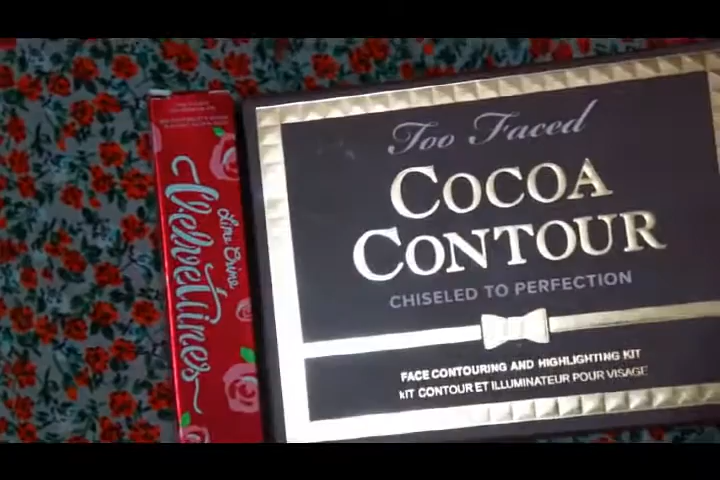 Too Faced
COCOA
CONTOUR
CHISELED TO PERFECTION
FACE CONTOURING AND HIGHLIGHTING KIT
KIT CONTOUR ET ILLUMINATEUR POUR VISAGE
Lime Crime
Velvetines